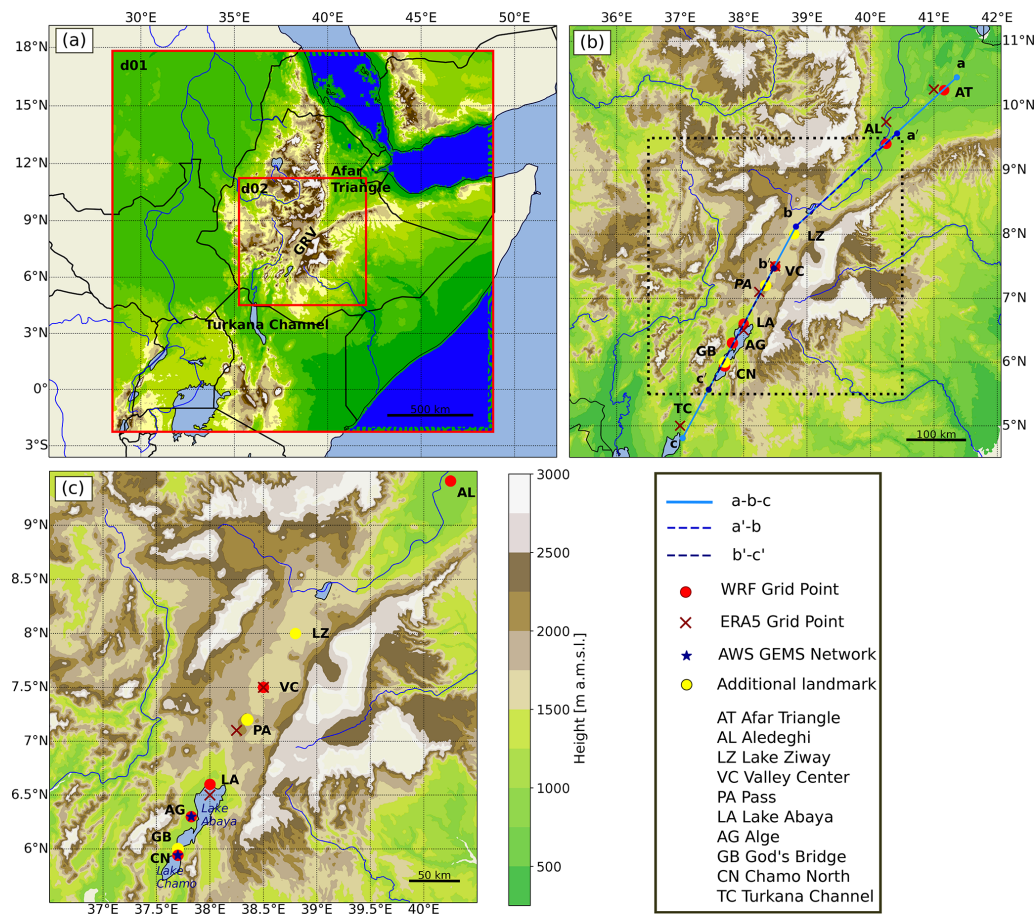 30°E 35°E 40°E 45°E 50°E
18°N
15°N
12°N
9°N
6°N
3°N
0°
3°S
(a)
d01
d02
Afar
Triangle
GRV
Turkana Channel
500 km
36°E 37°E 38°E 39°E 40°E 41°E 42°E
11°N
10°N
9°N
8°N
7°N
6°N
5°N
(b)
a
AT
AL
a'
b
LZ
b'
VC
PA
LA
GB
AG
CN
c'
TC
c
100 km
(c)
9°N
8.5°N
8°N
7.5°N
7°N
6.5°N
6°N
37°E 37.5°E 38°E 38.5°E 39°E 39.5°E 40°E
AL
LZ
VC
PA
LA
AG
Lake
Abaya
GB
CN
Lake
Chamo
50 km
3000
2500
2000
1500
1000
500
Height [m a.m.s.l.]
a-b-c
a'-b
b'-c'
WRF Grid Point
ERA5 Grid Point
AWS GEMS Network
Additional landmark
AT Afar Triangle
AL Aledeghi
LZ Lake Ziway
VC Valley Center
PA Pass
LA Lake Abaya
AG Alge
GB God's Bridge
CN Chamo North
TC Turkana Channel